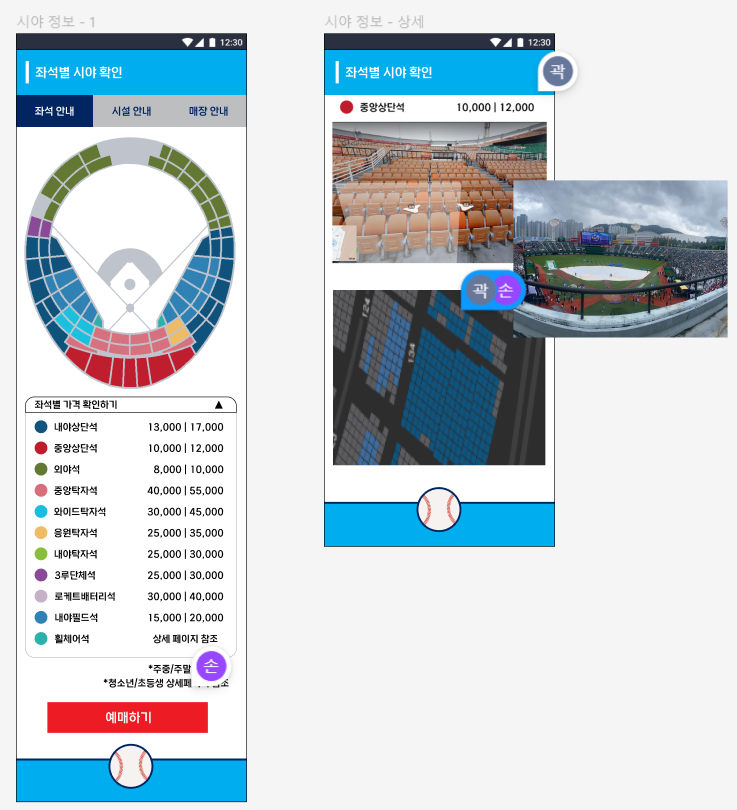 시야 정보 - 1
12:30
좌석별 시야 확인
좌석 안내
시설 안내
매장 안내
좌석별 가격 확인하기 ▲
내야상단석 13,000 | 17,000
중앙상단석 10,000 | 12,000
외야석 8,000 | 10,000
중앙탁자석 40,000 | 55,000
와이드탁자석 30,000 | 45,000
응원탁자석 25,000 | 35,000
내야탁자석 25,000 | 30,000
3루단체석 25,000 | 30,000
로케트배터리석 30,000 | 40,000
내야필드석 15,000 | 20,000
휠체어석 상세 페이지 참조
*주중/주말
손
*청소년/초등생 상세페
예매하기
시야 정보 - 상세
12:30
좌석별 시야 확인
곽
중앙상단석 10,000 | 12,000
곽 손
124
134